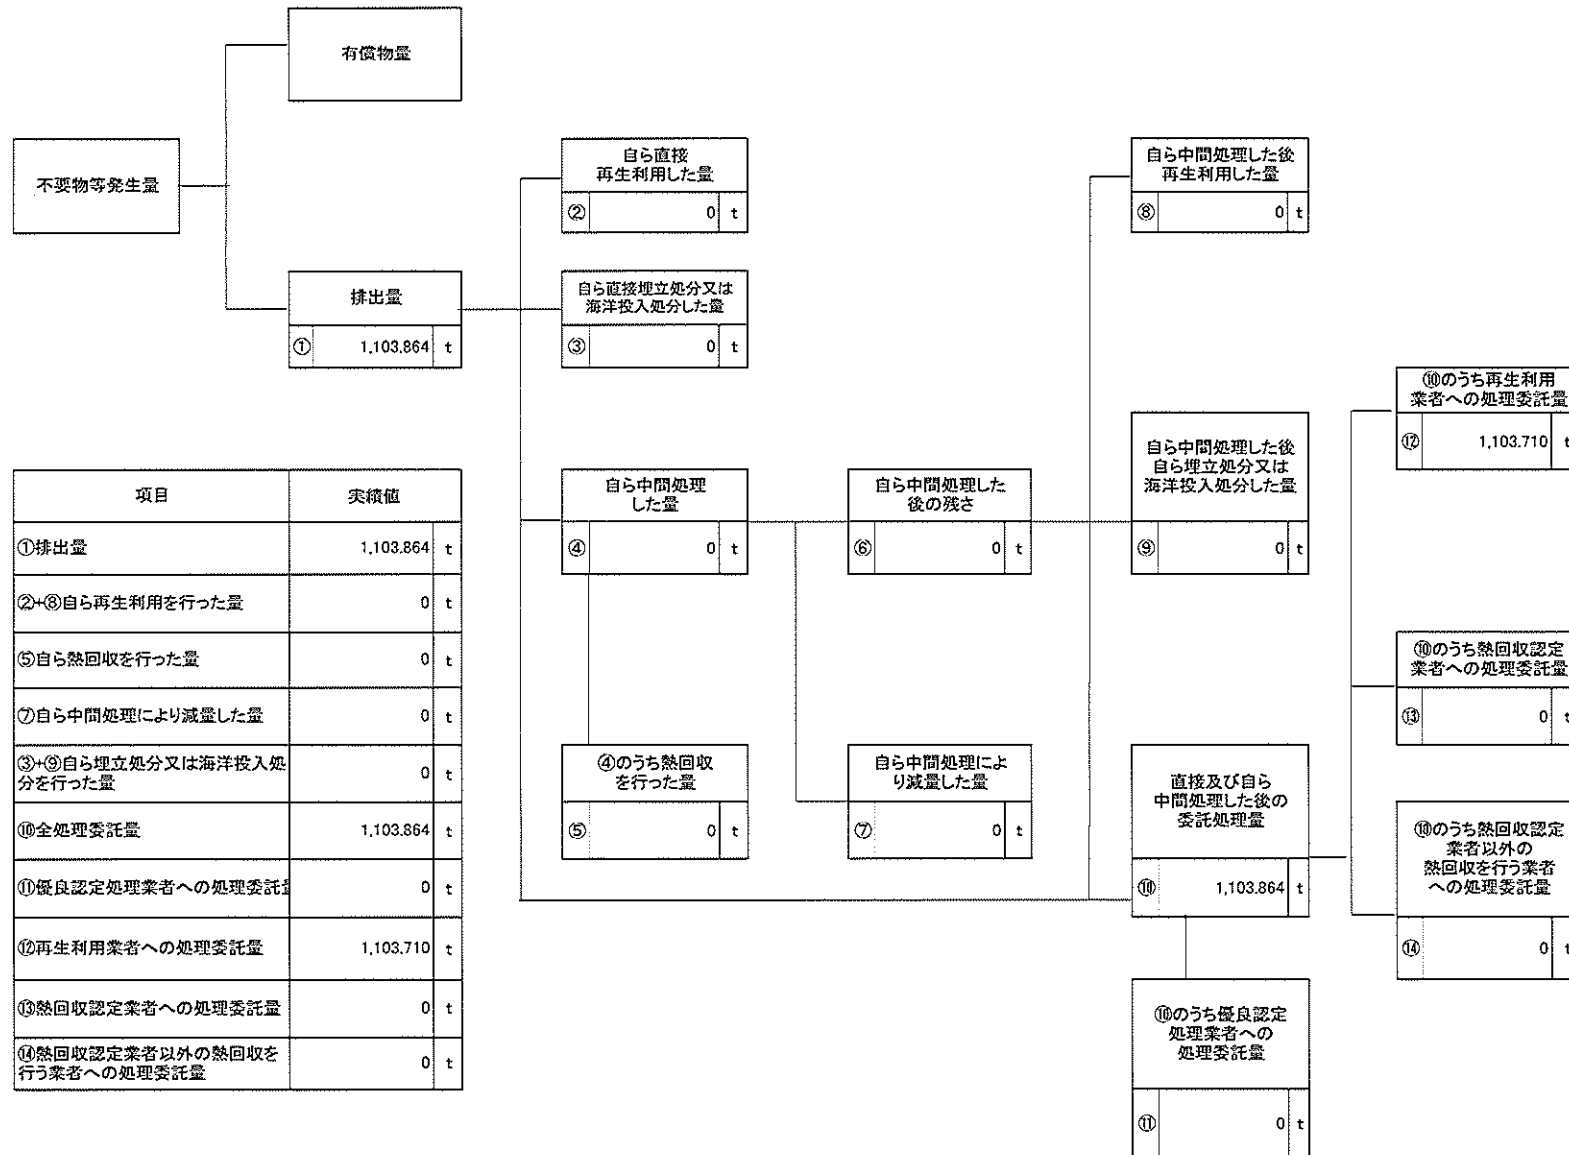 有償物量
不要物等発生量
排出量
① 1,103.864 t
自ら直接
再生利用した量
② 0 t
自ら直接埋立処分又は
海洋投入処分した量
③ 0 t
自ら中間処理
した量
④ 0 t
④のうち熱回収
を行った量
⑤ 0 t
自ら中間処理した
後の残さ
⑥ 0 t
自ら中間処理によ
り減量した量
⑦ 0 t
自ら中間処理した後
再生利用した量
⑧ 0 t
自ら中間処理した後
自ら埋立処分又は
海洋投入処分した量
⑨ 0 t
直接及び自ら
中間処理した後の
委託処理量
⑩ 1,103.864 t
⑩のうち優良認定
処理業者への
処理委託量
⑪ 0 t
⑩のうち再生利用
業者への処理委託量
⑫ 1,103.710 t
⑩のうち熱回収認定
業者への処理委託量
⑬ 0 t
⑩のうち熱回収認定
業者以外の
熱回収を行う業者
への処理委託量
⑭ 0 t
項目 実績値
①排出量 1,103.864 t
②+⑧自ら再生利用を行った量 0 t
⑤自ら熱回収を行った量 0 t
⑦自ら中間処理により減量した量 0 t
③+⑨自ら埋立処分又は海洋投入処
分を行った量 0 t
⑩全処理委託量 1,103.864 t
⑪優良認定処理業者への処理委託量 0 t
⑫再生利用業者への処理委託量 1,103.710 t
⑬熱回収認定業者への処理委託量 0 t
⑭熱回収認定業者以外の熱回収を
行う業者への処理委託量 0 t